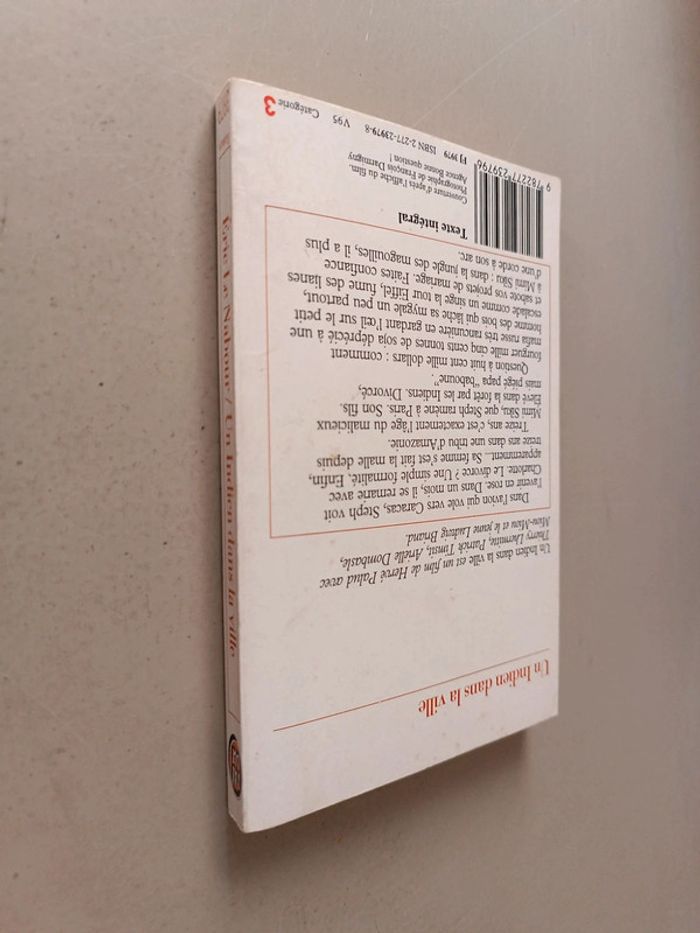 Un Indien dans la ville
Un Indien dans la ville est un film de Hervé Palud avec
Thierry Lhermitte, Patrick Timsit, Arielle Dombasle,
Miou-Miou et le jeune Ludwig Briand.
Dans l'avion qui vole vers Caracas, Steph voit
l'avenir en rose. Dans un mois, il se remarie avec
Charlotte. Le divorce ? Une simple formalité. Enfin,
apparemment... Sa femme s'est fait la malle depuis
treize ans dans une tribu d'Amazonie.
Treize ans, c'est exactement l'âge du malicieux
Mimi Siku, que Steph ramène à Paris. Son fils.
Élevé dans la forêt par les Indiens. Divorcé,
mais piégé papa "baboune".
Question à huit cent mille dollars : comment
fourguer mille cinq cents tonnes de soja déprécié à une
mafia russe rancunière en gardant l'œil sur le petit
homme des bois qui lâche sa mygale un peu partout,
escalade comme un singe la tour Eiffel, fume des lianes
et sabote vos projets de mariage. Faites confiance
à Mimi Siku : dans la jungle des magouilles, il a plus
d'une corde à son arc.
Texte intégral
Couverture d'après l'affiche du film.
Photographie de François Darmigny
Agence Bonne question !
FJ 3979 ISBN 2-277-23979-8 V 95 Catégorie 3
9 782277 239796
Eric Le Nabour / Un Indien dans la ville